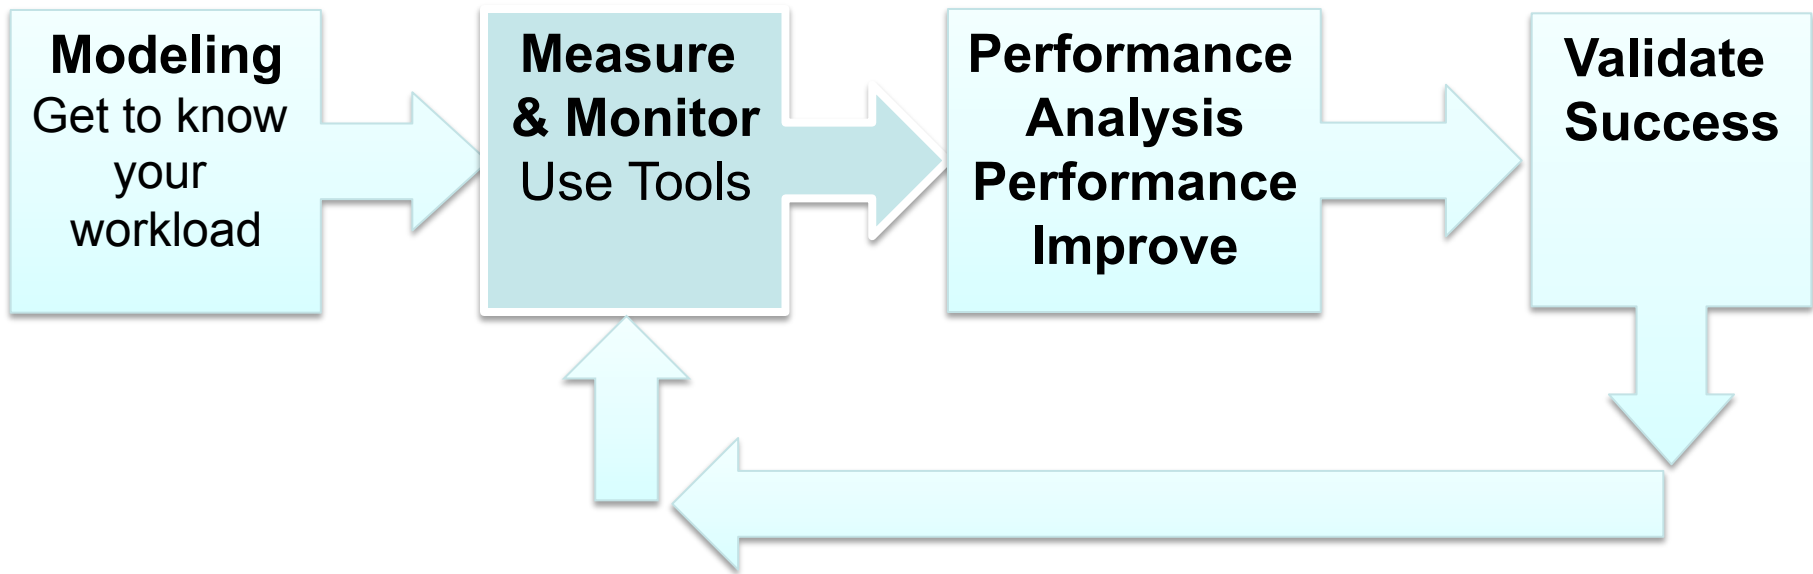 Modeling
Get to know
your
workload
Measure
& Monitor
Use Tools
Performance
Analysis
Performance
Improve
Validate
Success